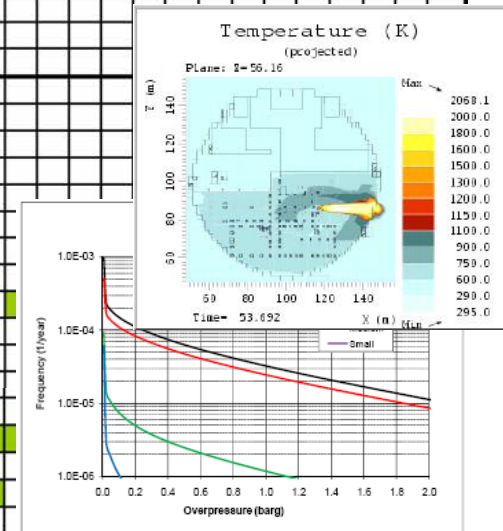 Temperature (K)
(projected)
Plane: Z=56.16
Max
Y (m)
140
120
100
80
60
60 80 100 120 140
X (m)
Time= 53.092
Min
2068.1
2000.0
1800.0
1600.0
1500.0
1300.0
1200.0
1150.0
1100.0
900.0
750.0
600.0
290.0
295.0
Small
Frequency (1/year)
1.0E-03
1.0E-04
1.0E-05
1.0E-06
0.0 0.2 0.4 0.6 0.8 1.0 1.2 1.4 1.6 1.8 2.0
Overpressure (barg)